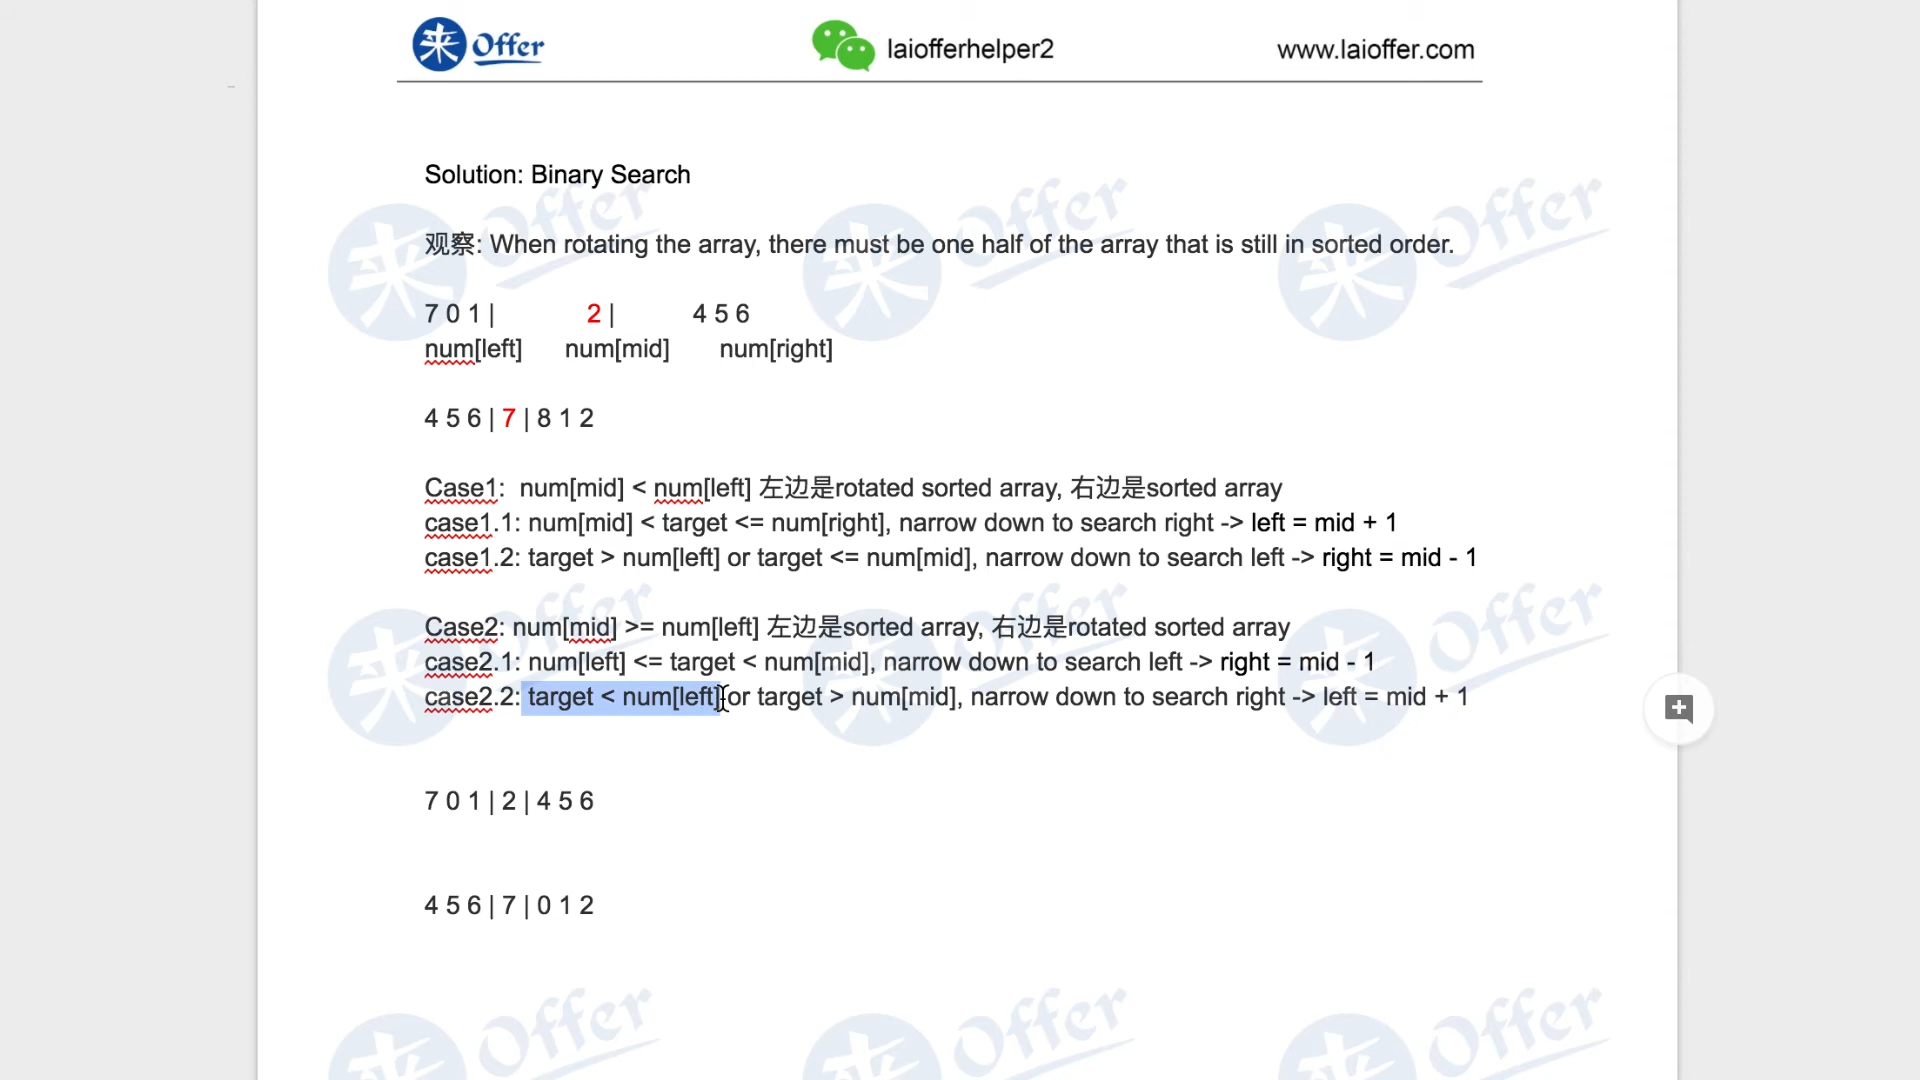 来 Offer laiofferhelper2 www.laioffer.com
Solution: Binary Search
观察: When rotating the array, there must be one half of the array that is still in sorted order.
7 0 1 | 2 | 4 5 6
num[left] num[mid] num[right]
4 5 6 | 7 | 8 1 2
Case1: num[mid] < num[left] 左边是rotated sorted array, 右边是sorted array
case1.1: num[mid] < target <= num[right], narrow down to search right -> left = mid + 1
case1.2: target > num[left] or target <= num[mid], narrow down to search left -> right = mid - 1
Case2: num[mid] >= num[left] 左边是sorted array, 右边是rotated sorted array
case2.1: num[left] <= target < num[mid], narrow down to search left -> right = mid - 1
case2.2: target < num[left] or target > num[mid], narrow down to search right -> left = mid + 1
7 0 1 | 2 | 4 5 6
4 5 6 | 7 | 0 1 2